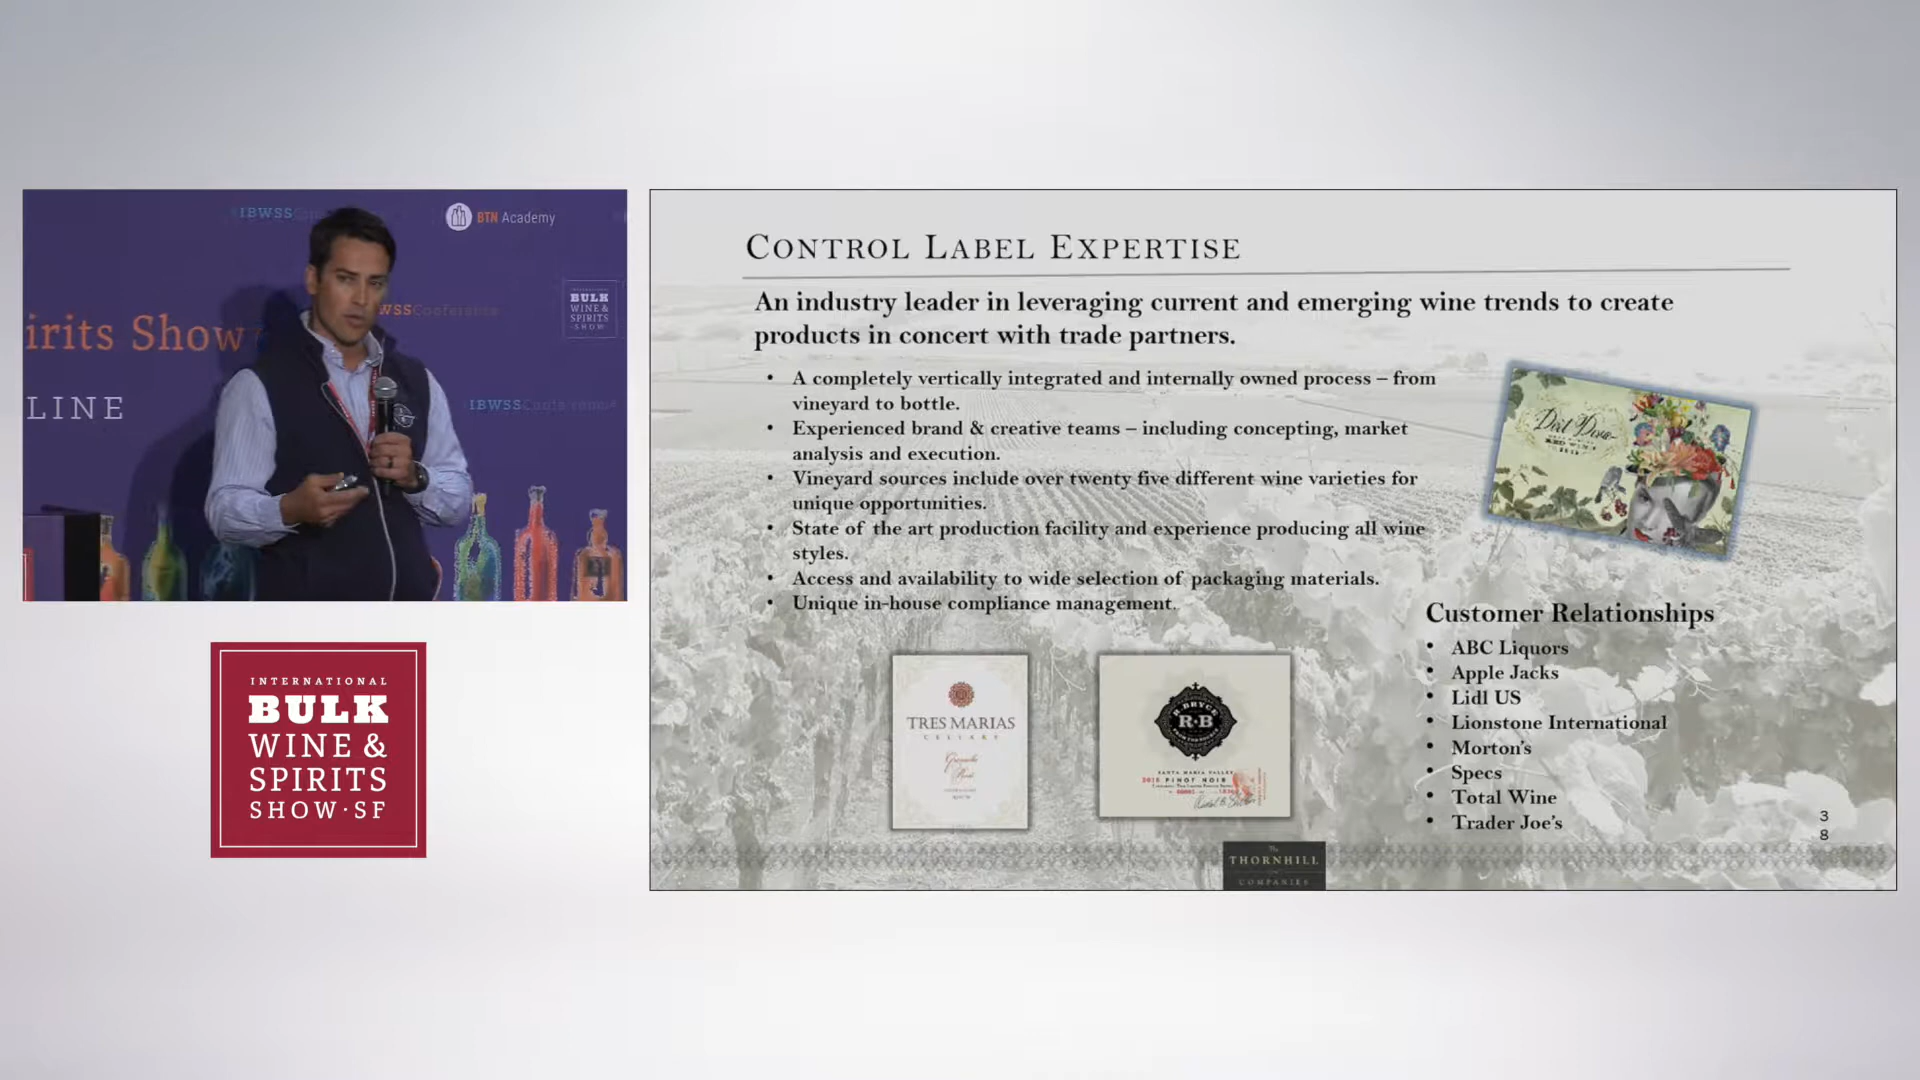 #IBWSS
BTN Academy
WSSConference
BULK
WINE &
SPIRITS
SHOW
irits Show
LINE
#IBWSSConference
INTERNATIONAL
BULK
WINE &
SPIRITS
SHOW·SF
CONTROL LABEL EXPERTISE
An industry leader in leveraging current and emerging wine trends to create
products in concert with trade partners.
• A completely vertically integrated and internally owned process – from
vineyard to bottle.
• Experienced brand & creative teams – including concepting, market
analysis and execution.
• Vineyard sources include over twenty five different wine varieties for
unique opportunities.
• State of the art production facility and experience producing all wine
styles.
• Access and availability to wide selection of packaging materials.
• Unique in-house compliance management.
RED WINE
TRES MARIAS
CELLARS
R. BRYCE
R·B
SANTA MARIA VALLEY
PINOT NOIR
Customer Relationships
• ABC Liquors
• Apple Jacks
• Lidl US
• Lionstone International
• Morton's
• Specs
• Total Wine
• Trader Joe's
3
8
The
THORNHILL
COMPANIES